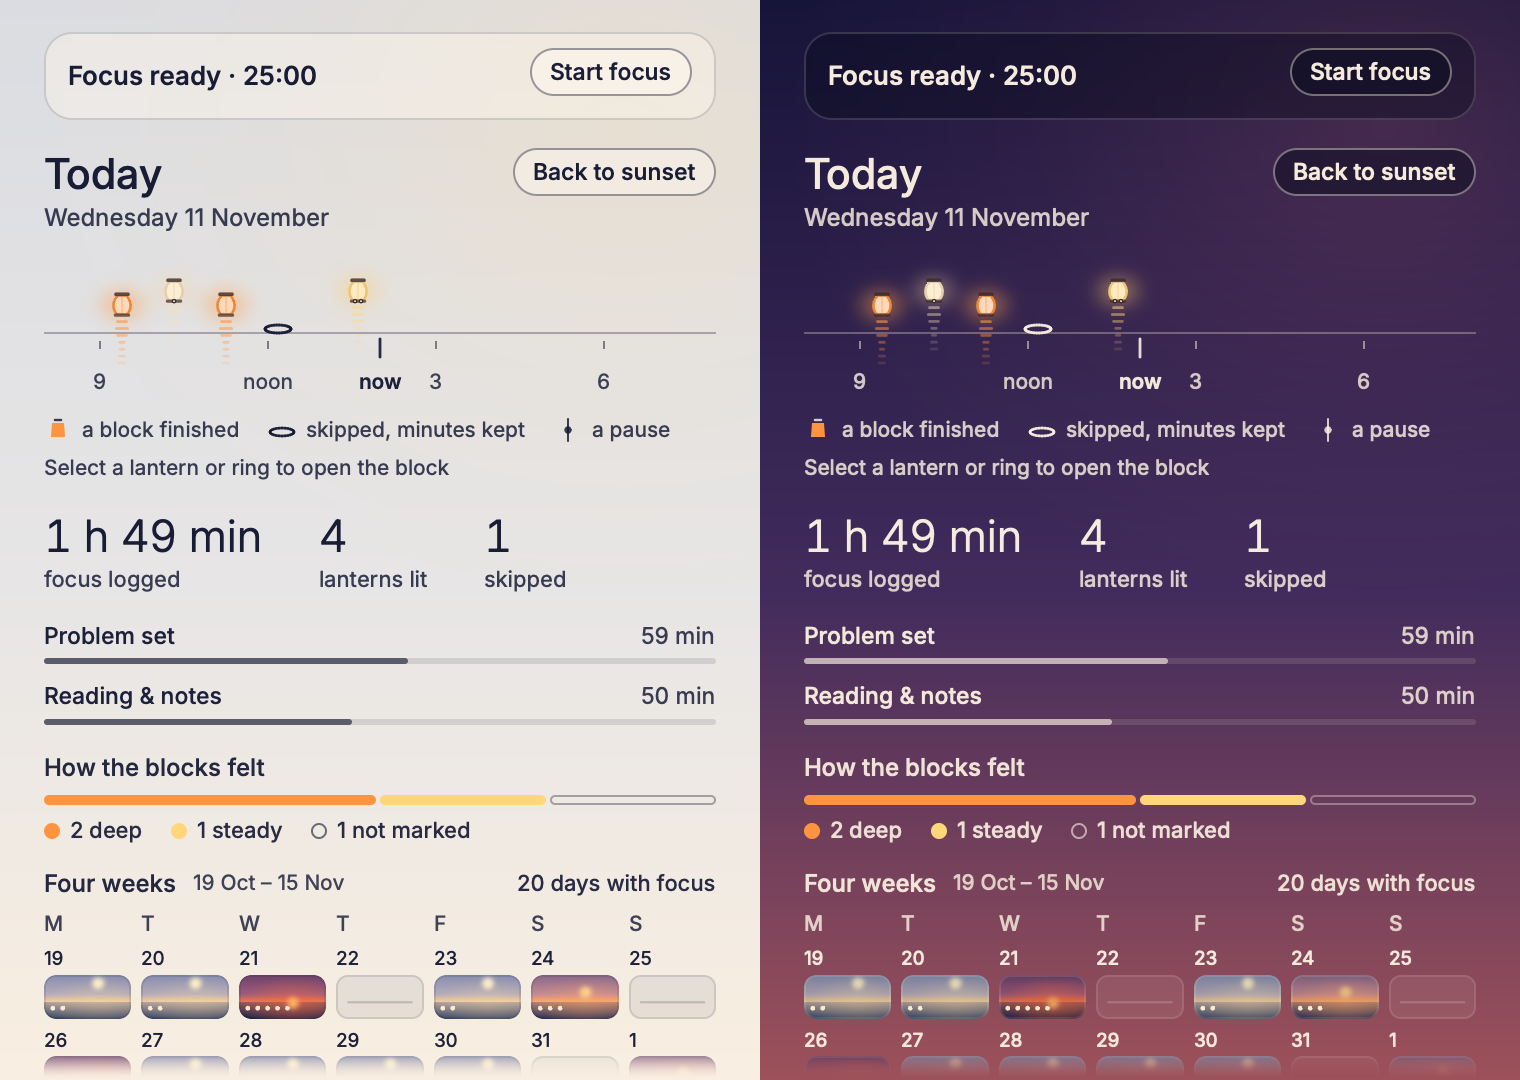 Focus ready · 25:00
Start focus
Today
Back to sunset
Wednesday 11 November
9 noon now 3 6
a block finished skipped, minutes kept a pause
Select a lantern or ring to open the block
1 h 49 min 4 1
focus logged lanterns lit skipped
Problem set 59 min
Reading & notes 50 min
How the blocks felt
2 deep 1 steady 1 not marked
Four weeks 19 Oct – 15 Nov 20 days with focus
M T W T F S S
19 20 21 22 23 24 25
26 27 28 29 30 31 1
Focus ready · 25:00
Start focus
Today
Back to sunset
Wednesday 11 November
9 noon now 3 6
a block finished skipped, minutes kept a pause
Select a lantern or ring to open the block
1 h 49 min 4 1
focus logged lanterns lit skipped
Problem set 59 min
Reading & notes 50 min
How the blocks felt
2 deep 1 steady 1 not marked
Four weeks 19 Oct – 15 Nov 20 days with focus
M T W T F S S
19 20 21 22 23 24 25
26 27 28 29 30 31 1